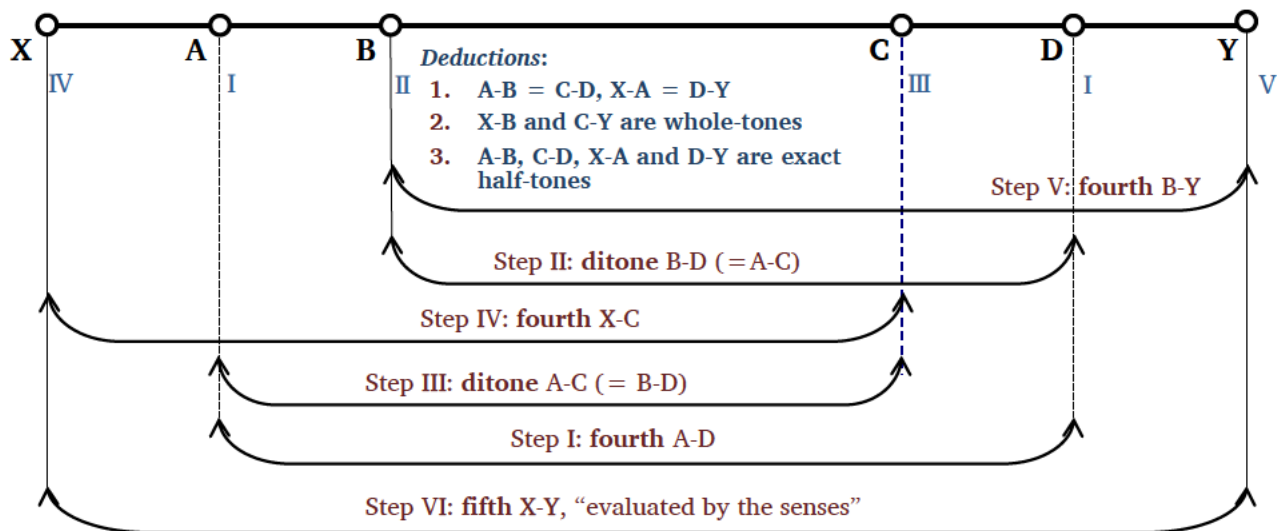 X A B C D Y
IV I II III I V
Deductions:
1. A-B = C-D, X-A = D-Y
2. X-B and C-Y are whole-tones
3. A-B, C-D, X-A and D-Y are exact
half-tones
Step V: fourth B-Y
Step II: ditone B-D (=A-C)
Step IV: fourth X-C
Step III: ditone A-C (= B-D)
Step I: fourth A-D
Step VI: fifth X-Y, “evaluated by the senses”